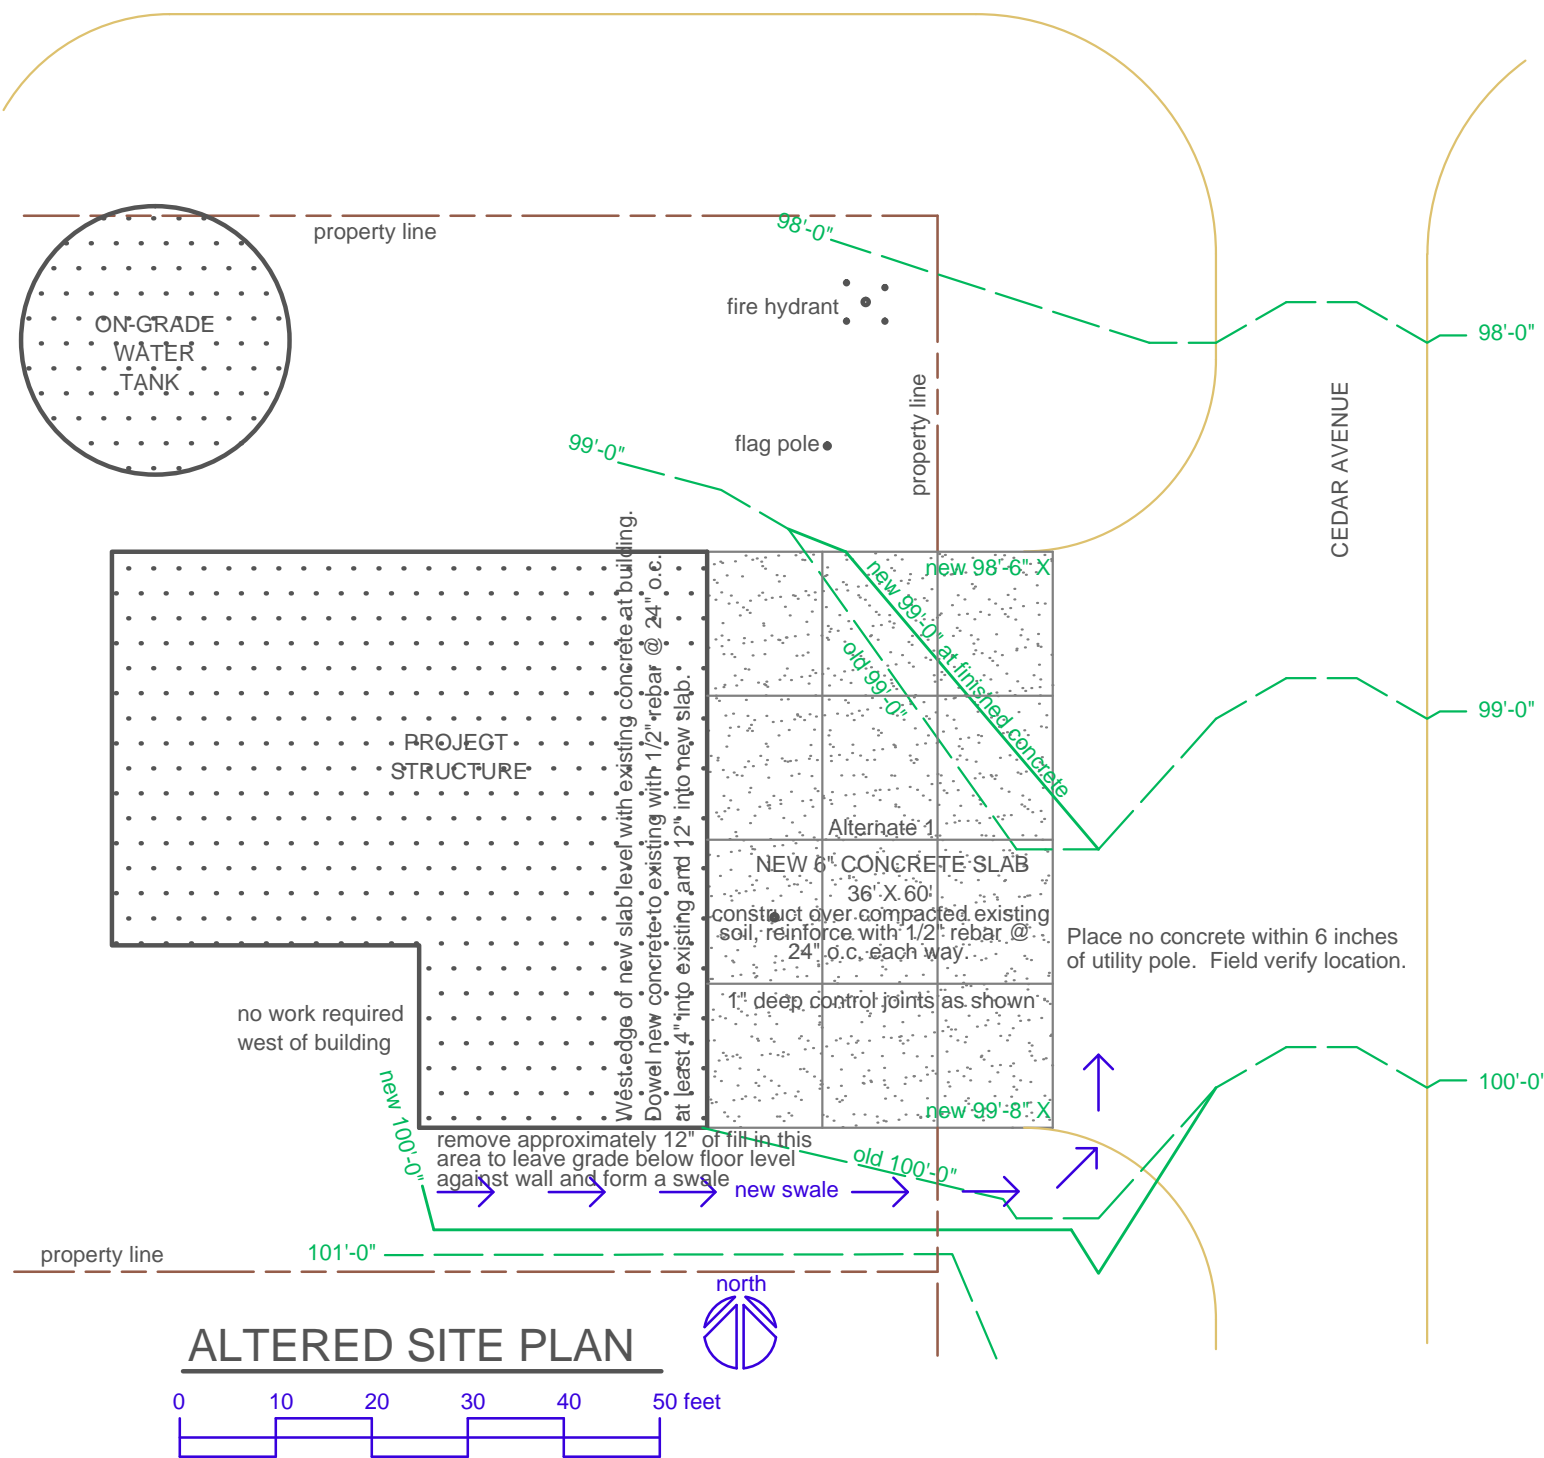 98'-0"
property line
fire hydrant
98'-0"
ON-GRADE
WATER
TANK
property line
CEDAR AVENUE
99'-0"
flag pole
new 98'-6" X
new 99'-0" at finished concrete
old 99'-0"
99'-0"
PROJECT
STRUCTURE
West edge of new slab level with existing concrete at building.
Dowel new concrete to existing with 1/2" rebar @ 24" o.c.
at least 4" into existing and 12" into new slab.
Alternate 1
NEW 6" CONCRETE SLAB
36' X 60'
construct over compacted existing
soil, reinforce with 1/2" rebar @
24" o.c. each way.
1" deep control joints as shown
Place no concrete within 6 inches
of utility pole. Field verify location.
no work required
west of building
new 100'-0"
100'-0'
new 99'-8" X
remove approximately 12" of fill in this
area to leave grade below floor level
against wall and form a swale
old 100'-0"
new swale
property line
101'-0"
north
ALTERED SITE PLAN
0 10 20 30 40 50 feet